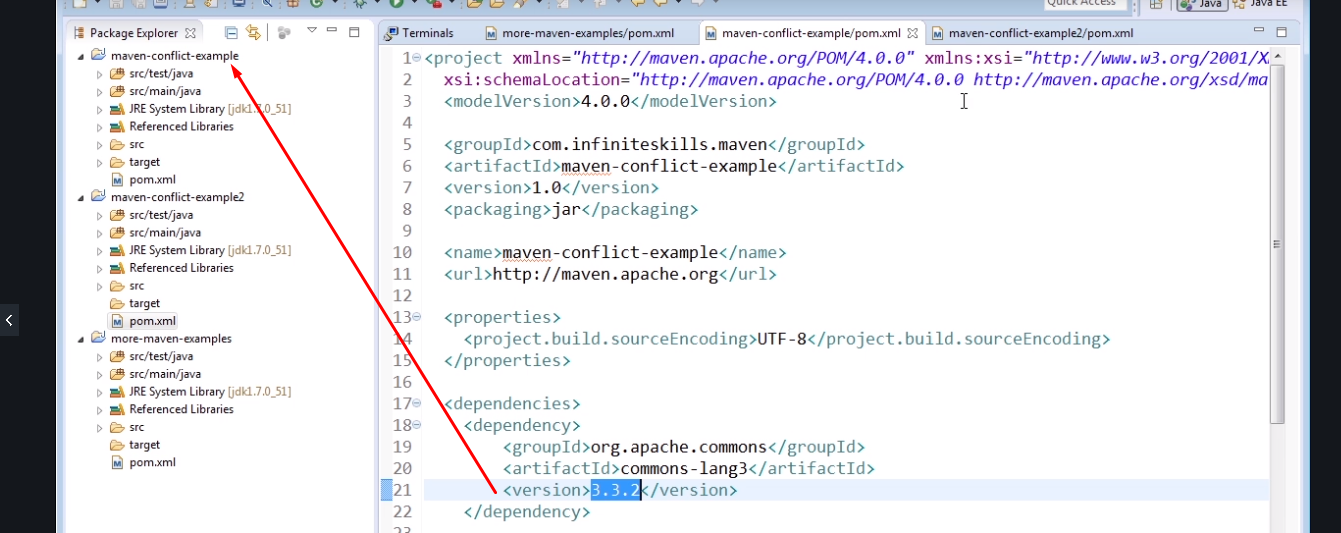 Quick Access
Java
Java EE
Package Explorer
maven-conflict-example
src/test/java
src/main/java
JRE System Library [jdk1.7.0_51]
Referenced Libraries
src
target
pom.xml
maven-conflict-example2
src/test/java
src/main/java
JRE System Library [jdk1.7.0_51]
Referenced Libraries
src
target
pom.xml
more-maven-examples
src/test/java
src/main/java
JRE System Library [jdk1.7.0_51]
Referenced Libraries
src
target
pom.xml
Terminals
more-maven-examples/pom.xml
maven-conflict-example/pom.xml
maven-conflict-example2/pom.xml
1 <project xmlns="http://maven.apache.org/POM/4.0.0" xmlns:xsi="http://www.w3.org/2001/X
2 xsi:schemaLocation="http://maven.apache.org/POM/4.0.0 http://maven.apache.org/xsd/ma
3 <modelVersion>4.0.0</modelVersion>
4
5 <groupId>com.infiniteskills.maven</groupId>
6 <artifactId>maven-conflict-example</artifactId>
7 <version>1.0</version>
8 <packaging>jar</packaging>
9
10 <name>maven-conflict-example</name>
11 <url>http://maven.apache.org</url>
12
13 <properties>
14 <project.build.sourceEncoding>UTF-8</project.build.sourceEncoding>
15 </properties>
16
17 <dependencies>
18 <dependency>
19 <groupId>org.apache.commons</groupId>
20 <artifactId>commons-lang3</artifactId>
21 <version>3.3.2</version>
22 </dependency>
23